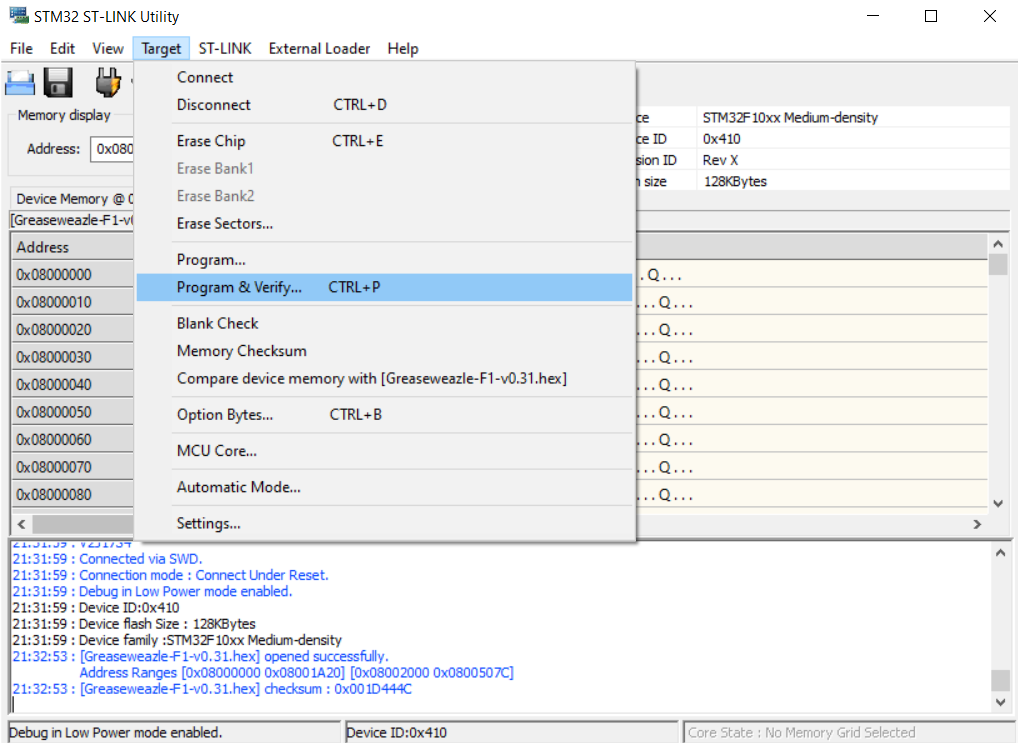 STM32 ST-LINK Utility
File Edit View Target ST-LINK External Loader Help
Memory display
Address: 0x080
Device Memory @ 0
[Greaseweazle-F1-v0
Address
0x08000000
0x08000010
0x08000020
0x08000030
0x08000040
0x08000050
0x08000060
0x08000070
0x08000080
Connect
Disconnect CTRL+D
Erase Chip CTRL+E
Erase Bank1
Erase Bank2
Erase Sectors...
Program...
Program & Verify... CTRL+P
Blank Check
Memory Checksum
Compare device memory with [Greaseweazle-F1-v0.31.hex]
Option Bytes... CTRL+B
MCU Core...
Automatic Mode...
Settings...
ce STM32F10xx Medium-density
ce ID 0x410
sion ID Rev X
size 128KBytes
.Q...
...Q...
...Q...
...Q...
...Q...
...Q...
...Q...
...Q...
...Q...
21:31:59 : V2J17S4
21:31:59 : Connected via SWD.
21:31:59 : Connection mode : Connect Under Reset.
21:31:59 : Debug in Low Power mode enabled.
21:31:59 : Device ID:0x410
21:31:59 : Device flash Size : 128KBytes
21:31:59 : Device family :STM32F10xx Medium-density
21:32:53 : [Greaseweazle-F1-v0.31.hex] opened successfully.
Address Ranges [0x08000000 0x08001A20] [0x08002000 0x0800507C]
21:32:53 : [Greaseweazle-F1-v0.31.hex] checksum : 0x001D444C
Debug in Low Power mode enabled. Device ID:0x410 Core State : No Memory Grid Selected